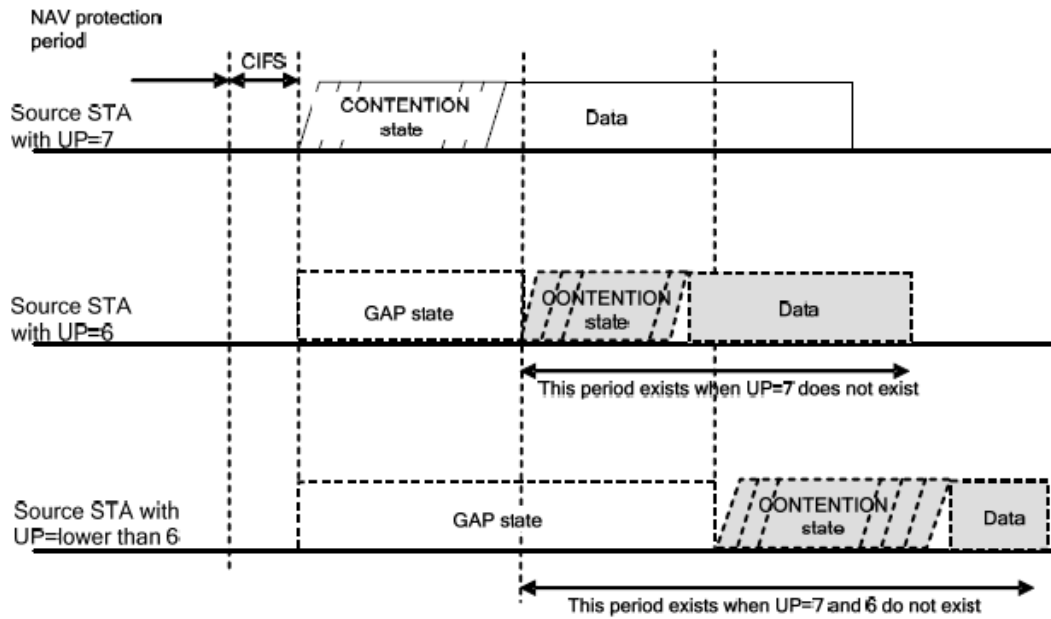 NAV protection
period
CIFS
Source STA
with UP=7
CONTENTION
state
Data
Source STA
with UP=6
GAP state
CONTENTION
state
Data
This period exists when UP=7 does not exist
Source STA with
UP=lower than 6
GAP state
CONTENTION
state
Data
This period exists when UP=7 and 6 do not exist